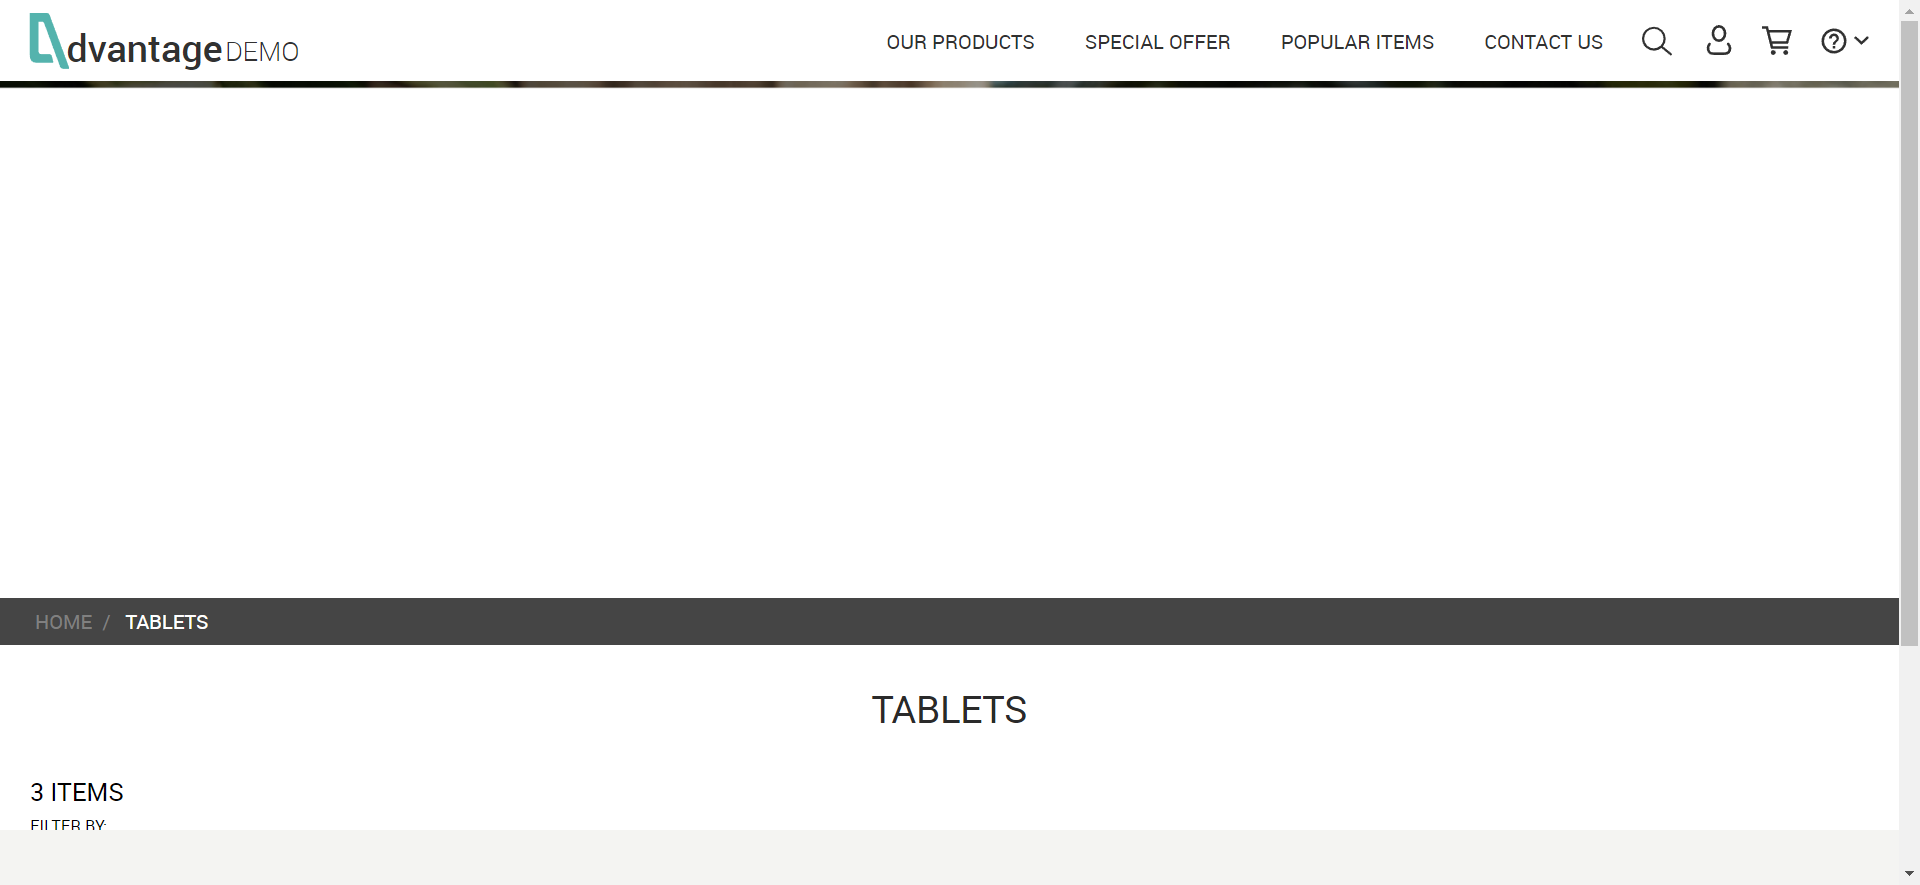 dvantage DEMO
OUR PRODUCTS SPECIAL OFFER POPULAR ITEMS CONTACT US
HOME / TABLETS
TABLETS
3 ITEMS
FILTER BY: